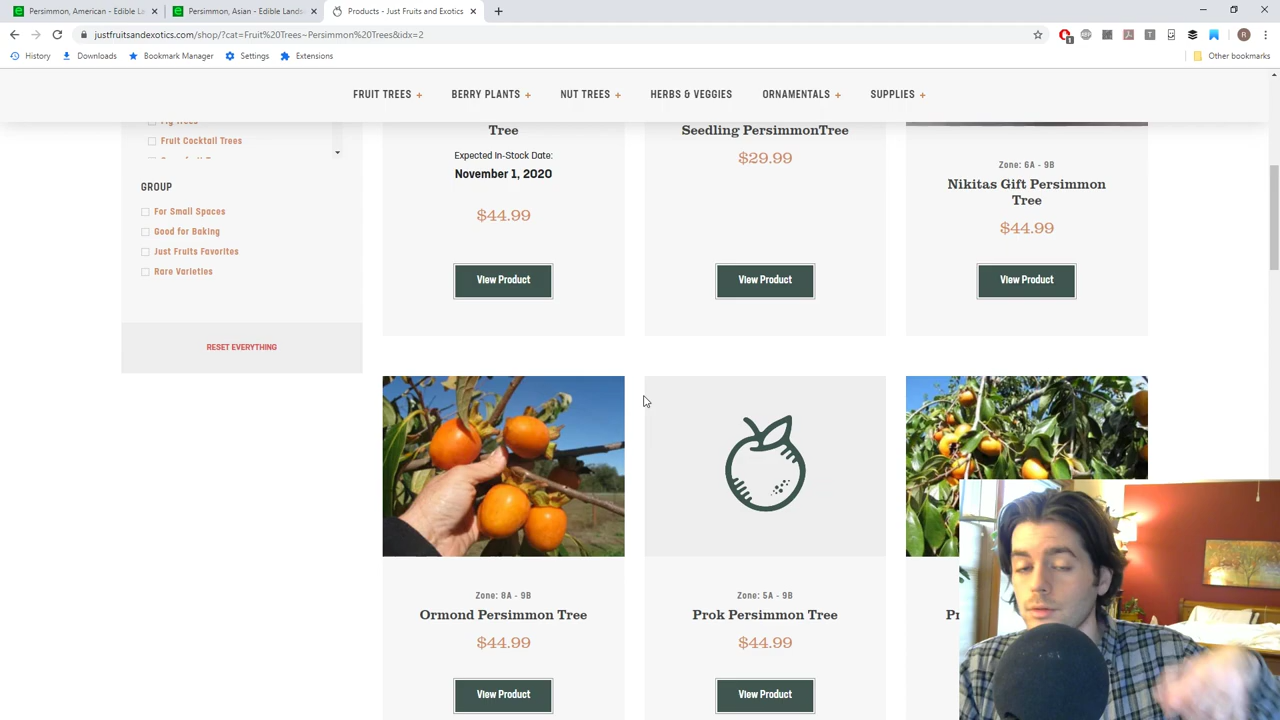 Persimmon, American - Edible La
Persimmon, Asian - Edible Lands
Products - Just Fruits and Exotics
justfruitsandexotics.com/shop/?cat=Fruit%20Trees~Persimmon%20Trees&idx=2
R
History
Downloads
Bookmark Manager
Settings
Extensions
Other bookmarks
FRUIT TREES +
BERRY PLANTS +
NUT TREES +
HERBS & VEGGIES
ORNAMENTALS +
SUPPLIES +
Fruit Cocktail Trees
GROUP
For Small Spaces
Good for Baking
Just Fruits Favorites
Rare Varieties
RESET EVERYTHING
Tree
Expected In-Stock Date:
November 1, 2020
$44.99
View Product
Seedling PersimmonTree
$29.99
View Product
Zone: 6A - 9B
Nikitas Gift Persimmon
Tree
$44.99
View Product
Zone: 8A - 9B
Ormond Persimmon Tree
$44.99
View Product
Zone: 5A - 9B
Prok Persimmon Tree
$44.99
View Product